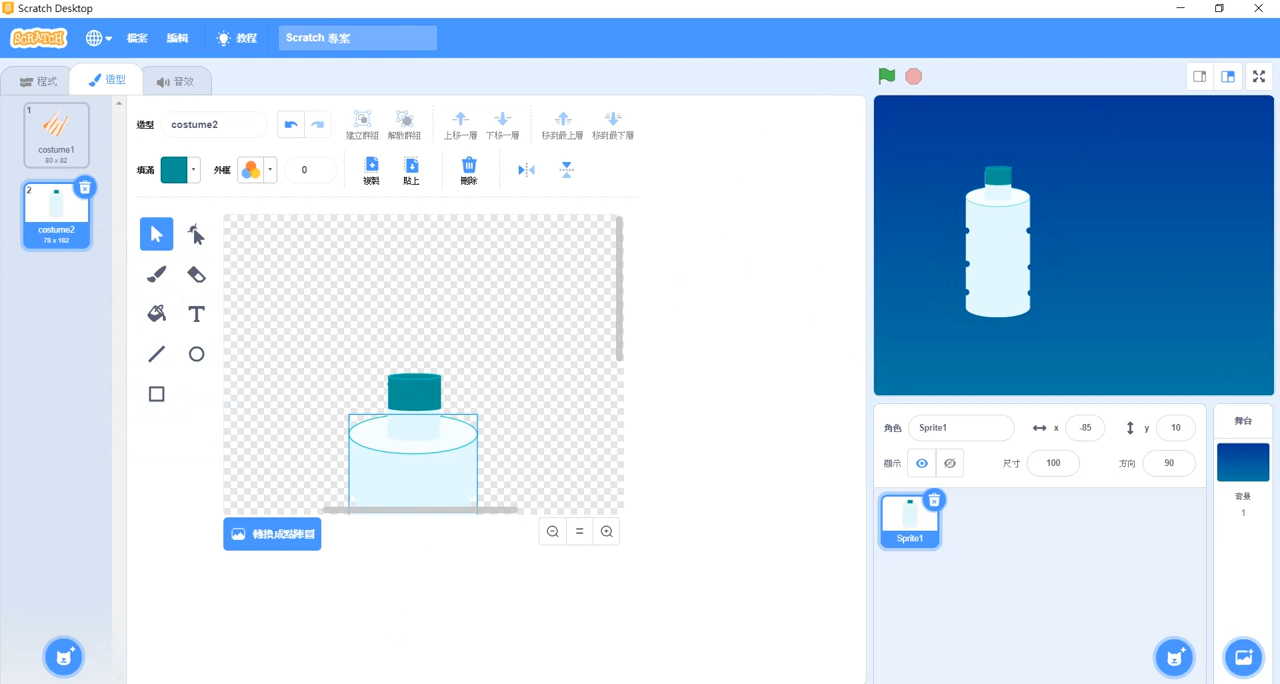 Scratch Desktop
SCRATCH
檔案
編輯
教程
Scratch 專案
程式
造型
音效
1
costume1
80 x 82
2
costume2
78 x 182
造型
costume2
建立群組
解散群組
上移一層
下移一層
移到最上層
移到最下層
填滿
外框
0
複製
貼上
刪除
T
轉換成點陣圖
角色
Sprite1
x
-85
y
10
顯示
尺寸
100
方向
90
Sprite1
舞台
背景
1